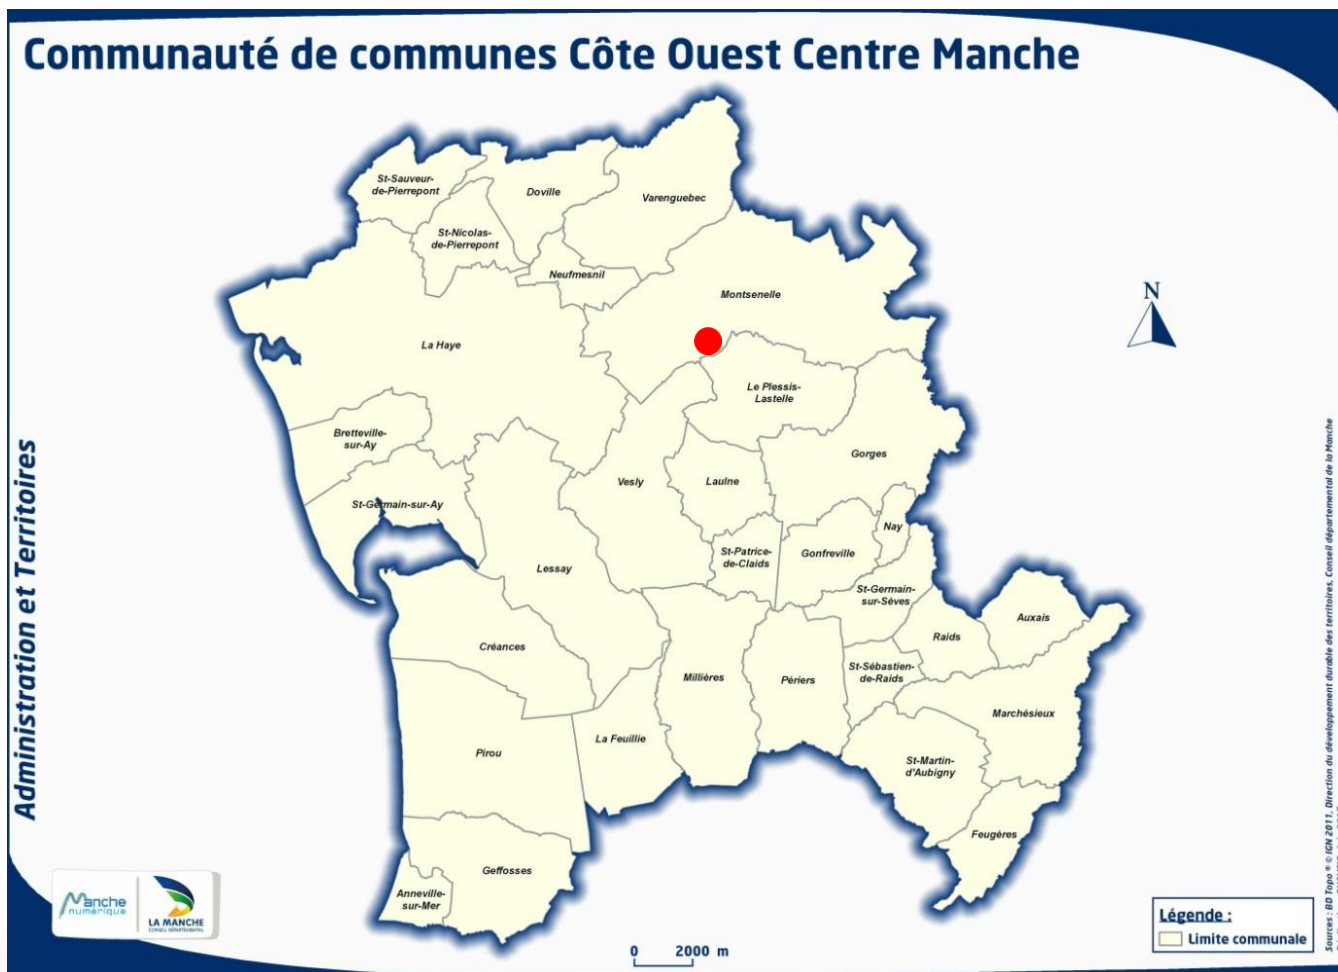 Communauté de communes Côte Ouest Centre Manche
St-Sauveur-
de-Pierrepont
Doville
Varenguebec
St-Nicolas-
de-Pierrepont
Neufmesnil
Montsenelle
N
La Haye
Le Plessis-
Lastelle
Bretteville-
sur-Ay
Gorges
Vesly
Laulne
St-Germain-sur-Ay
Nay
St-Patrice-
de-Claids
Gonfreville
Lessay
St-Germain-
sur-Sèves
Auxais
Raids
Créances
Millières
Périers
St-Sébastien-
de-Raids
Marchésieux
La Feuillie
Pirou
St-Martin-
d'Aubigny
Feugères
Geffosses
Anneville-
sur-Mer
Administration et Territoires
Manche
numérique
LA MANCHE
CONSEIL DÉPARTEMENTAL
0 2000 m
Légende :
Limite communale
Sources : BD Topo ® © IGN 2011, Direction du développement durable des territoires, Conseil départemental de la Manche